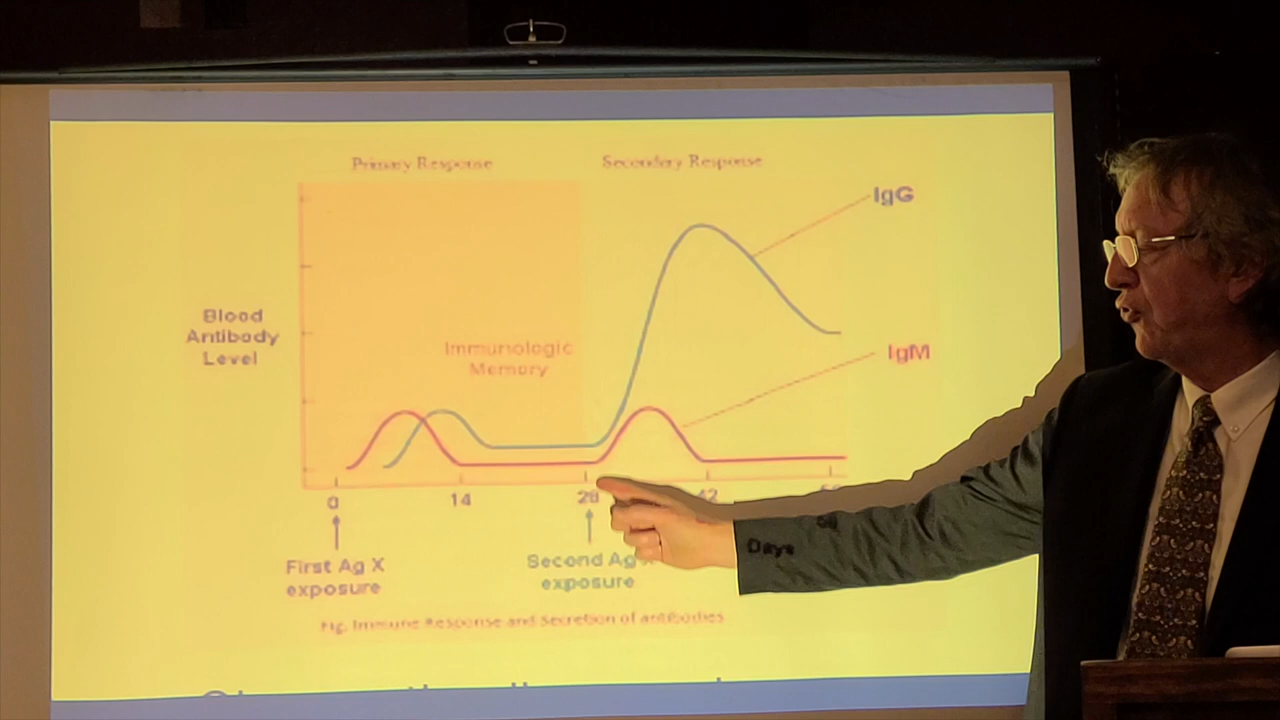 Primary Response
Secondary Response
IgG
Blood
Antibody
Level
Immunologic
Memory
IgM
0
14
28
42
56
Days
First Ag X
exposure
Second Ag X
exposure
Fig. Immune Response and Secretion of antibodies.